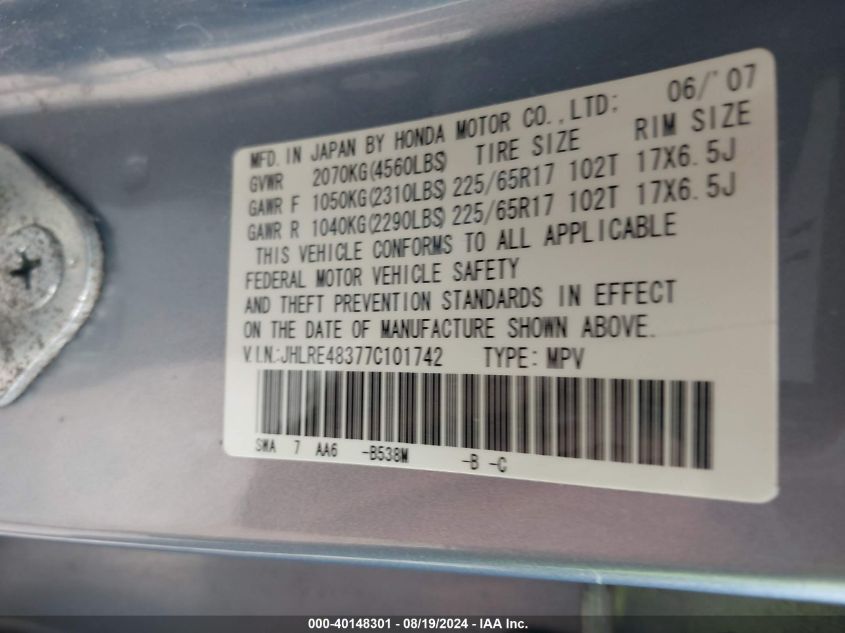 MFD. IN JAPAN BY HONDA MOTOR CO.,LTD: 06/'07
GVWR 2070KG(4560LBS) TIRE SIZE RIM SIZE
GAWR F 1050KG(2310LBS) 225/65R17 102T 17X6.5J
GAWR R 1040KG(2290LBS) 225/65R17 102T 17X6.5J
THIS VEHICLE CONFORMS TO ALL APPLICABLE
FEDERAL MOTOR VEHICLE SAFETY
AND THEFT PREVENTION STANDARDS IN EFFECT
ON THE DATE OF MANUFACTURE SHOWN ABOVE.
V.I.N.:JHLRE48377C101742 TYPE: MPV
SWA 7 AA6 -B538M -B -C
000-40148301 - 08/19/2024 - IAA Inc.